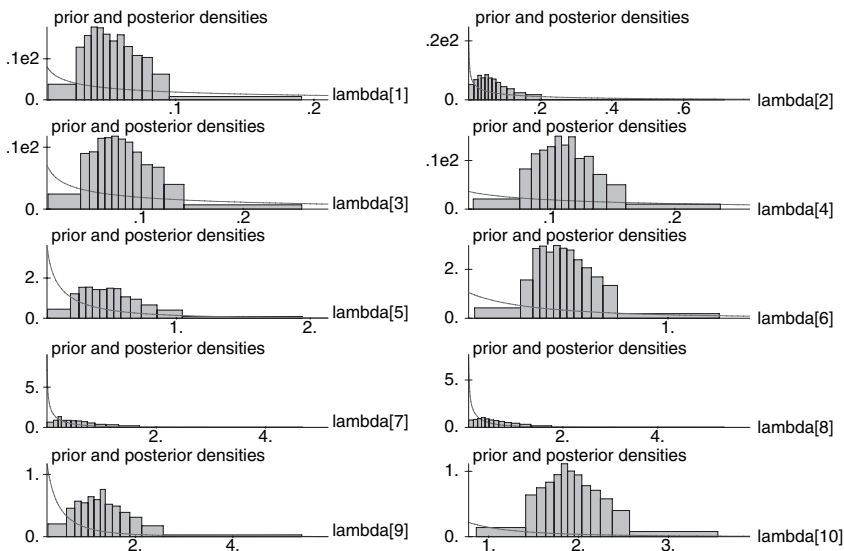 prior and posterior densities
.1e2
0.
.1
.2
lambda[1]
prior and posterior densities
.2e2
0.
.2
.4
.6
lambda[2]
prior and posterior densities
.1e2
0.
.1
.2
lambda[3]
prior and posterior densities
.1e2
0.
.1
.2
lambda[4]
prior and posterior densities
2.
0.
1.
2.
lambda[5]
prior and posterior densities
2.
0.
1.
lambda[6]
prior and posterior densities
5.
0.
2.
4.
lambda[7]
prior and posterior densities
5.
0.
2.
4.
lambda[8]
prior and posterior densities
1.
0.
2.
4.
lambda[9]
prior and posterior densities
1.
0.
1.
2.
3.
lambda[10]